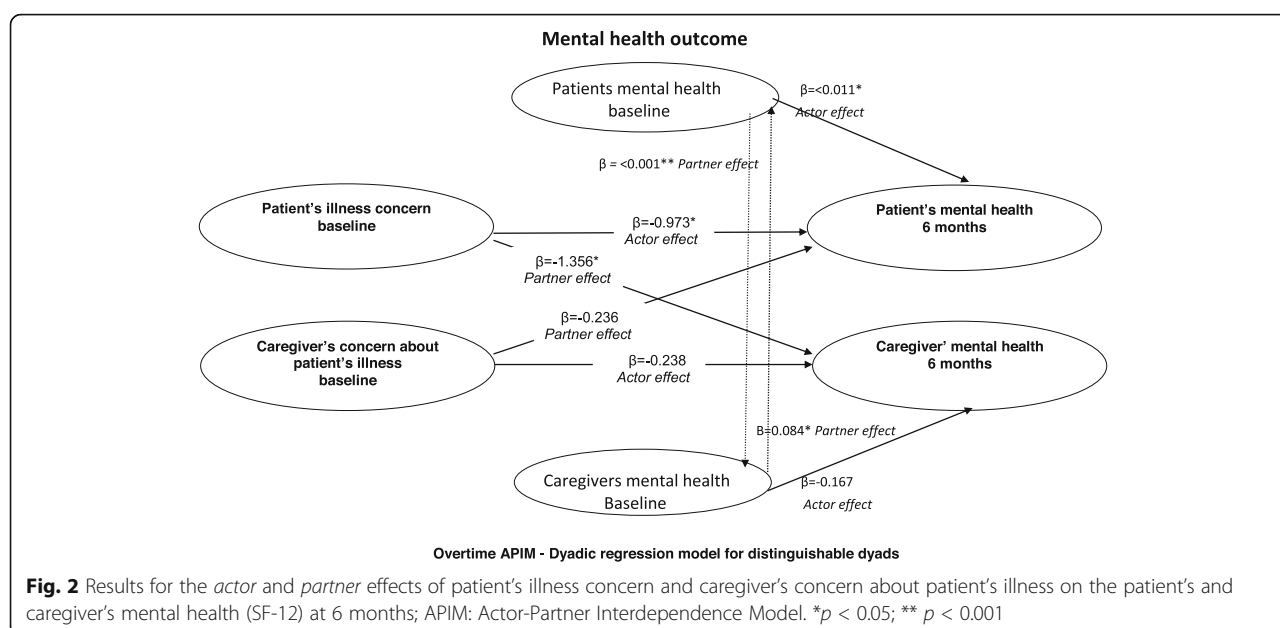 Mental health outcome
Patients mental health
baseline
β=<0.011*
Actor effect
β = <0.001** Partner effect
Patient's illness concern
baseline
β=-0.973*
Actor effect
Patient's mental health
6 months
β=-1.356*
Partner effect
β=-0.236
Partner effect
Caregiver's concern about
patient's illness
baseline
β=-0.238
Actor effect
Caregiver' mental health
6 months
B=0.084* Partner effect
Caregivers mental health
Baseline
β=-0.167
Actor effect
Overtime APIM - Dyadic regression model for distinguishable dyads
Fig. 2 Results for the actor and partner effects of patient's illness concern and caregiver's concern about patient's illness on the patient's and
caregiver's mental health (SF-12) at 6 months; APIM: Actor-Partner Interdependence Model. *p < 0.05; ** p < 0.001